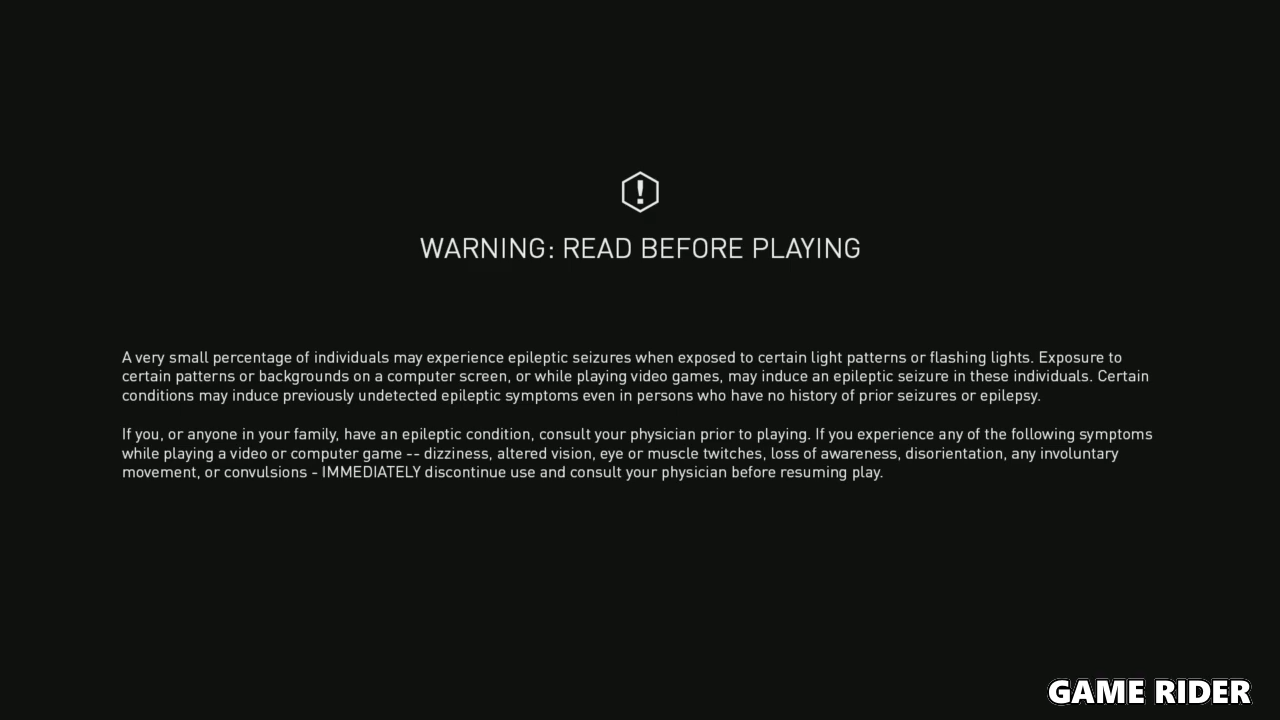 WARNING: READ BEFORE PLAYING
A very small percentage of individuals may experience epileptic seizures when exposed to certain light patterns or flashing lights. Exposure to
certain patterns or backgrounds on a computer screen, or while playing video games, may induce an epileptic seizure in these individuals. Certain
conditions may induce previously undetected epileptic symptoms even in persons who have no history of prior seizures or epilepsy.
If you, or anyone in your family, have an epileptic condition, consult your physician prior to playing. If you experience any of the following symptoms
while playing a video or computer game -- dizziness, altered vision, eye or muscle twitches, loss of awareness, disorientation, any involuntary
movement, or convulsions - IMMEDIATELY discontinue use and consult your physician before resuming play.
GAME RIDER